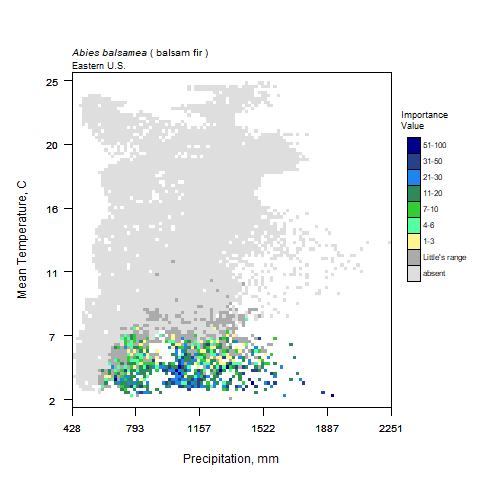 Abies balsamea ( balsam fir )
Eastern U.S.
25
20
16
11
7
2
Mean Temperature, C
428 793 1157 1522 1887 2251
Precipitation, mm
Importance
Value
51-100
31-50
21-30
11-20
7-10
4-6
1-3
Little's range
absent